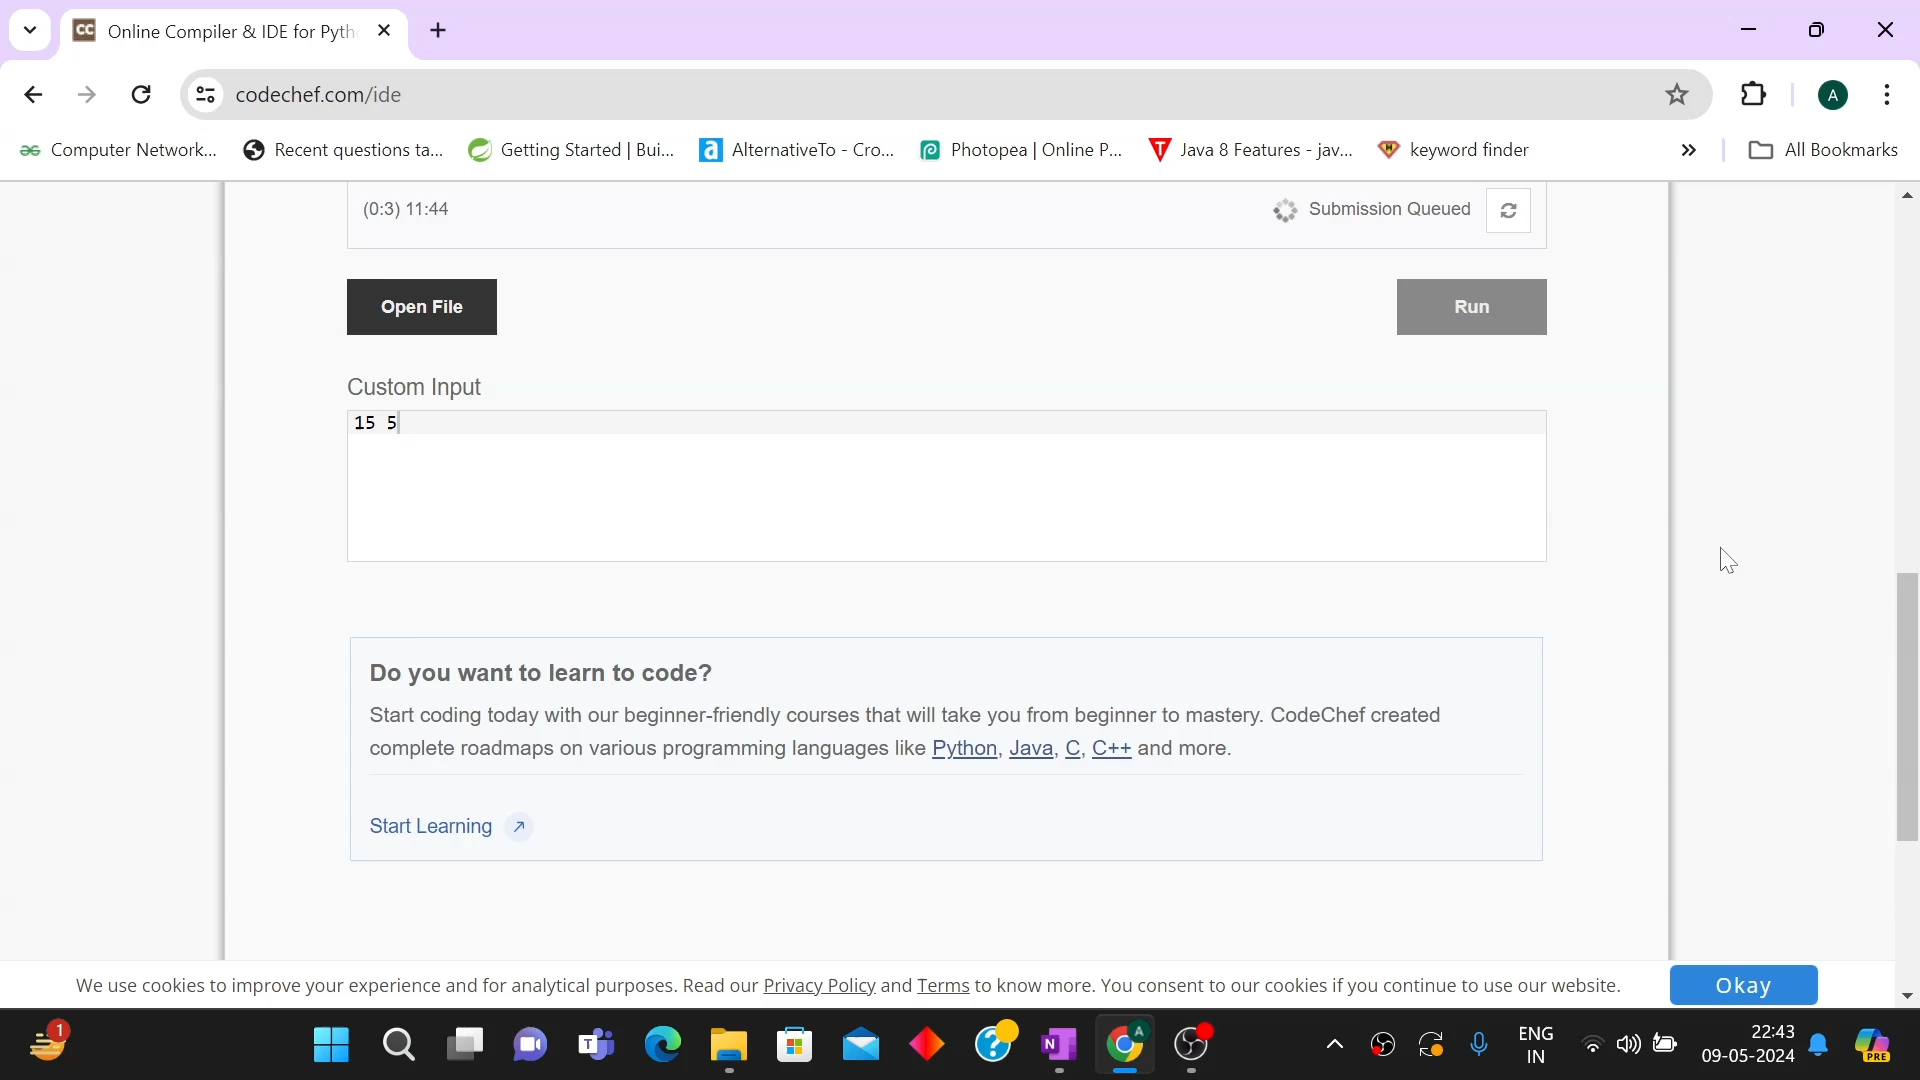 Online Compiler & IDE for Pyth
codechef.com/ide
A
Computer Network...
Recent questions ta...
Getting Started | Bui...
AlternativeTo - Cro...
Photopea | Online P...
Java 8 Features - jav...
keyword finder
»
All Bookmarks
(0:3) 11:44
Submission Queued
Open File
Run
Custom Input
15 5
Do you want to learn to code?
Start coding today with our beginner-friendly courses that will take you from beginner to mastery. CodeChef created
complete roadmaps on various programming languages like Python, Java, C, C++ and more.
Start Learning
We use cookies to improve your experience and for analytical purposes. Read our Privacy Policy and Terms to know more. You consent to our cookies if you continue to use our website.
Okay
1
ENG
IN
22:43
09-05-2024
PRE